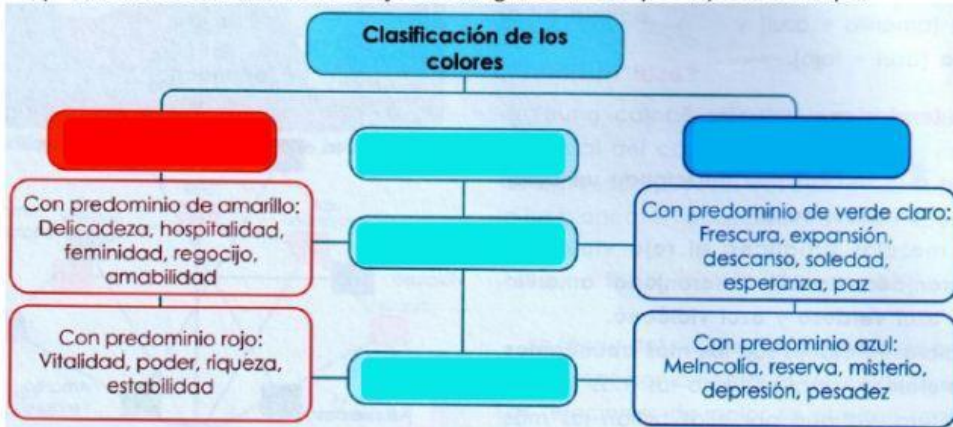 Clasificación de los
colores
Con predominio de amarillo:
Delicadeza, hospitalidad,
feminidad, regocijo,
amabilidad
Con predominio de verde claro:
Frescura, expansión,
descanso, soledad,
esperanza, paz
Con predominio rojo:
Vitalidad, poder, riqueza,
estabilidad
Con predominio azul:
Melncolía, reserva, misterio,
depresión, pesadez